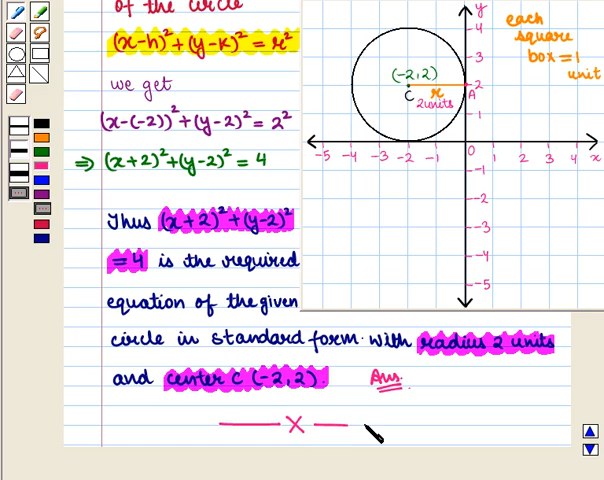 of the circle
(x-h)²+(y-k)²=r²
we get
(x-(-2))²+(y-2)²=2²
⇒ (x+2)²+(y-2)²=4
Thus (x+2)²+(y-2)²
=4 is the required
equation of the given
circle in standard form. with radius 2 units
and center C (-2,2). Ans.
X
y
each
square
box=1
unit
4
3
(-2,2)
2
C r A
2units
1
O
-5 -4 -3 -2 -1 1 2 3 4 x
-1
-2
-3
-4
-5